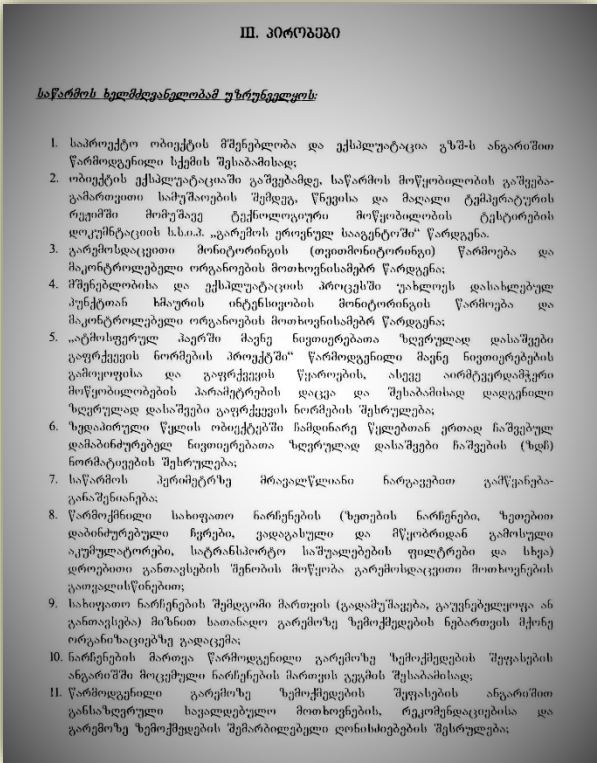 III. პირობები
საწარმოს ხელმძღვანელობამ უზრუნველყოს:
1. საპროექტო ობიექტის მშენებლობა და ექსპლუატაცია გზშ-ს ანგარიშით
წარმოდგენილი სქემის შესაბამისად;
2. ობიექტის ექსპლუატაციაში გაშვებამდე, საწარმოს მოწყობილობის გაშვება-
გამართვითი სამუშაოების შემდეგ, წნევისა და მაღალი ტემპერატურის
რეჟიმში მომუშავე ტექნოლოგიური მოწყობილობის ტესტირების
დოკუმნტაციის ს.ს.ი.პ. „გარემოს ეროვნულ სააგენტოში“ წარდგენა.
3. გარემოსდაცვითი მონიტორინგის (თვითმონიტორინგი) წარმოება და
მაკონტროლებელი ორგანოების მოთხოვნისამებრ წარდგენა;
4. მშენებლობისა და ექსპლუატაციის პროცესში უახლოეს დასახლებულ
პუნქტთან ხმაურის ინტენსივობის მონიტორინგის წარმოება და
მაკონტროლებელი ორგანოების მოთხოვნისამებრ წარდგენა;
5. „ატმოსფერულ ჰაერში მავნე ნივთიერებათა ზღვრულად დასაშვები
გაფრქვევის ნორმების პროექტში“ წარმოდგენილი მავნე ნივთიერებების
გამოყოფისა და გაფრქვევის წყაროების, ასევე აირმტვერდამჭერი
მოწყობილობების პარამეტრების დაცვა და შესაბამისად დადგენილი
ზღვრულად დასაშვები გაფრქვევის ნორმების შესრულება;
6. ზედაპირული წყლის ობიექტებში ჩამდინარე წყლებთან ერთად ჩაშვებულ
დამაბინძურებელ ნივთიერებათა ზღვრულად დასაშვები ჩაშვების (ზდჩ)
ნორმატივების შესრულება;
7. საწარმოს პერიმეტრზე მრავალწლიანი ნარგავებით გამწვანება-
განაშენიანება;
8. წარმოქმნილი სახიფათო ნარჩენების (ზეთების ნარჩენები, ზეთებით
დაბინძურებული ჩვრები, ვადაგასული და მწყობრიდან გამოსული
აკუმულატორები, სატრანსპორტო საშუალებების ფილტრები და სხვა)
დროებითი განთავსების შენობის მოწყობა გარემოსდაცვითი მოთხოვნების
გათვალისწინებით;
9. სახიფათო ნარჩენების შემდგომი მართვის (გადამუშავება, გაუვნებელყოფა ან
განთავსება) მიზნით სათანადო გარემოზე ზემოქმედების ნებართვის მქონე
ორგანიზაციებზე გადაცემა;
10. ნარჩენების მართვა წარმოდგენილი გარემოზე ზემოქმედების შეფასების
ანგარიშში მოცემული ნარჩენების მართვის გეგმის შესაბამისად;
11. წარმოდგენილი გარემოზე ზემოქმედების შეფასების ანგარიშით
განსაზღვრული სავალდებულო მოთხოვნების, რეკომენდაციებისა და
გარემოზე ზემოქმედების შემარბილებელი ღონისძიებების შესრულება;